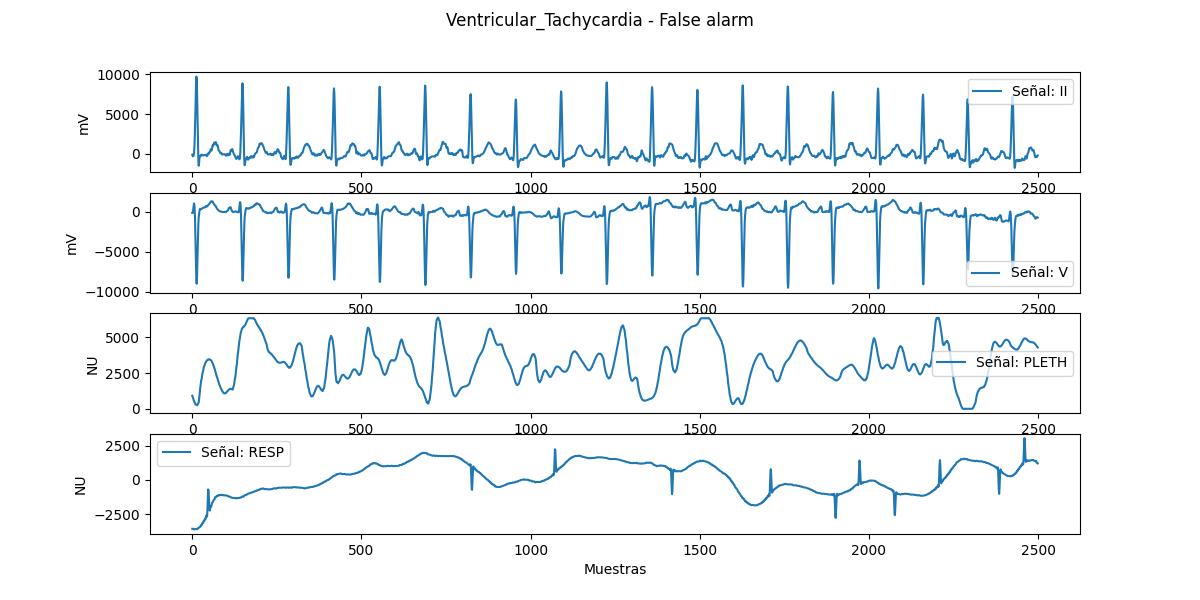 Ventricular_Tachycardia - False alarm
10000
5000
0
mV
Señal: II
0 500 1000 1500 2000 2500
0
−5000
−10000
mV
Señal: V
0 500 1000 1500 2000 2500
5000
2500
0
NU
Señal: PLETH
0 500 1000 1500 2000 2500
2500
0
−2500
NU
Señal: RESP
0 500 1000 1500 2000 2500
Muestras